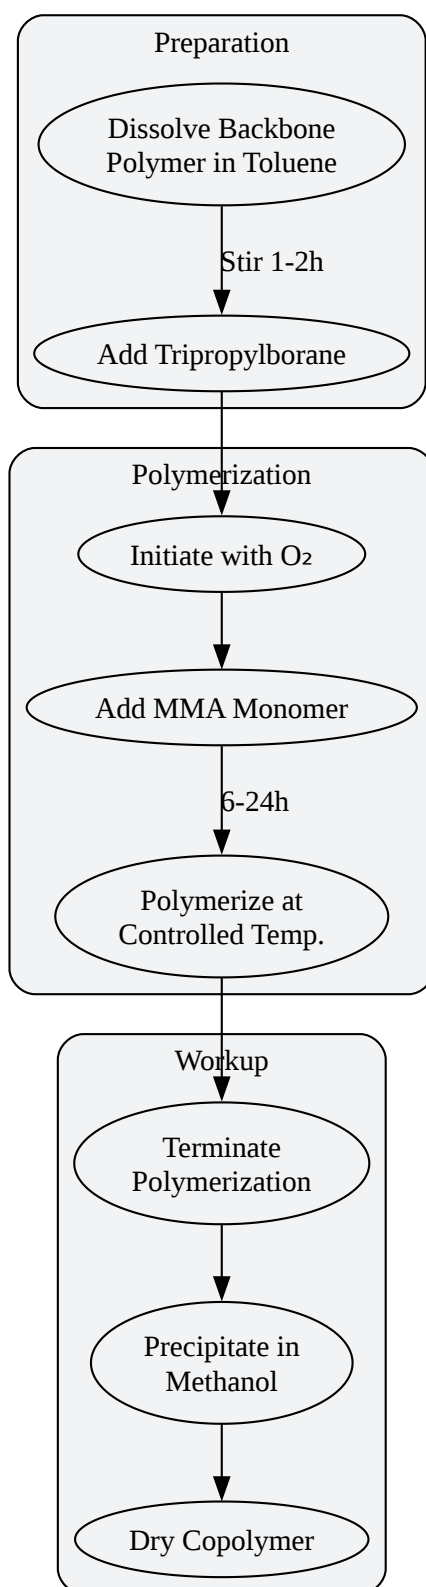 Preparation
Dissolve Backbone
Polymer in Toluene
Stir 1-2h
Add Tripropylborane
Polymerization
Initiate with O₂
Add MMA Monomer
6-24h
Polymerize at
Controlled Temp.
Workup
Terminate
Polymerization
Precipitate in
Methanol
Dry Copolymer